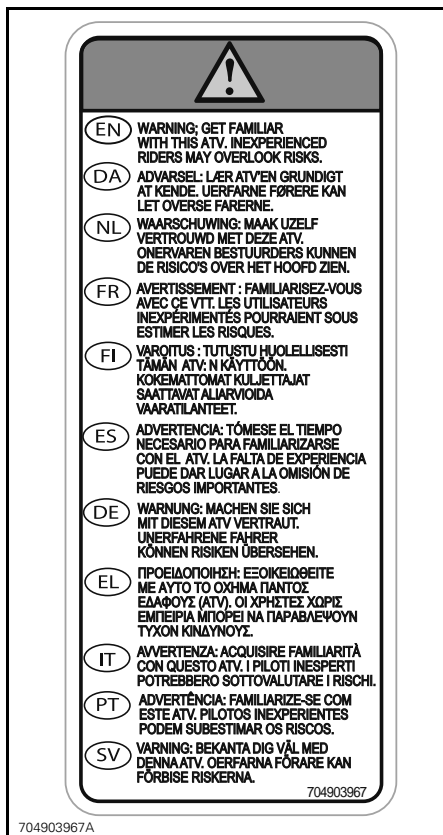 EN WARNING; GET FAMILIAR
WITH THIS ATV. INEXPERIENCED
RIDERS MAY OVERLOOK RISKS.
DA ADVARSEL: LÆR ATV'EN GRUNDIGT
AT KENDE. UERFARNE FØRERE KAN
LET OVERSE FARERNE.
NL WAARSCHUWING: MAAK UZELF
VERTROUWD MET DEZE ATV.
ONERVAREN BESTUURDERS KUNNEN
DE RISICO'S OVER HET HOOFD ZIEN.
FR AVERTISSEMENT : FAMILIARISEZ-VOUS
AVEC CE VTT. LES UTILISATEURS
INEXPÉRIMENTÉS POURRAIENT SOUS
ESTIMER LES RISQUES.
FI VAROITUS : TUTUSTU HUOLELLISESTI
TÄMÄN ATV: N KÄYTTÖÖN.
KOKEMATTOMAT KULJETTAJAT
SAATTAVAT ALIARVIOIDA
VAARATILANTEET.
ES ADVERTENCIA: TÓMESE EL TIEMPO
NECESARIO PARA FAMILIARIZARSE
CON EL ATV. LA FALTA DE EXPERIENCIA
PUEDE DAR LUGAR A LA OMISIÓN DE
RIESGOS IMPORTANTES.
DE WARNUNG: MACHEN SIE SICH
MIT DIESEM ATV VERTRAUT.
UNERFAHRENE FAHRER
KÖNNEN RISIKEN ÜBERSEHEN.
EL ΠΡΟΕΙΔΟΠΟΙΗΣΗ: ΕΞΟΙΚΕΙΩΘΕΙΤΕ
ΜΕ ΑΥΤΟ ΤΟ ΟΧΗΜΑ ΠΑΝΤΟΣ
ΕΔΑΦΟΥΣ (ATV). ΟΙ ΧΡΗΣΤΕΣ ΧΩΡΙΣ
ΕΜΠΕΙΡΙΑ ΜΠΟΡΕΙ ΝΑ ΠΑΡΑΒΛΕΨΟΥΝ
ΤΥΧΟΝ ΚΙΝΔΥΝΟΥΣ.
IT AVVERTENZA: ACQUISIRE FAMILIARITÀ
CON QUESTO ATV. I PILOTI INESPERTI
POTREBBERO SOTTOVALUTARE I RISCHI.
PT ADVERTÊNCIA: FAMILIARIZE-SE COM
ESTE ATV. PILOTOS INEXPERIENTES
PODEM SUBESTIMAR OS RISCOS.
SV VARNING: BEKANTA DIG VÄL MED
DENNA ATV. OERFARNA FÖRARE KAN
FÖRBISE RISKERNA.
704903967
704903967A